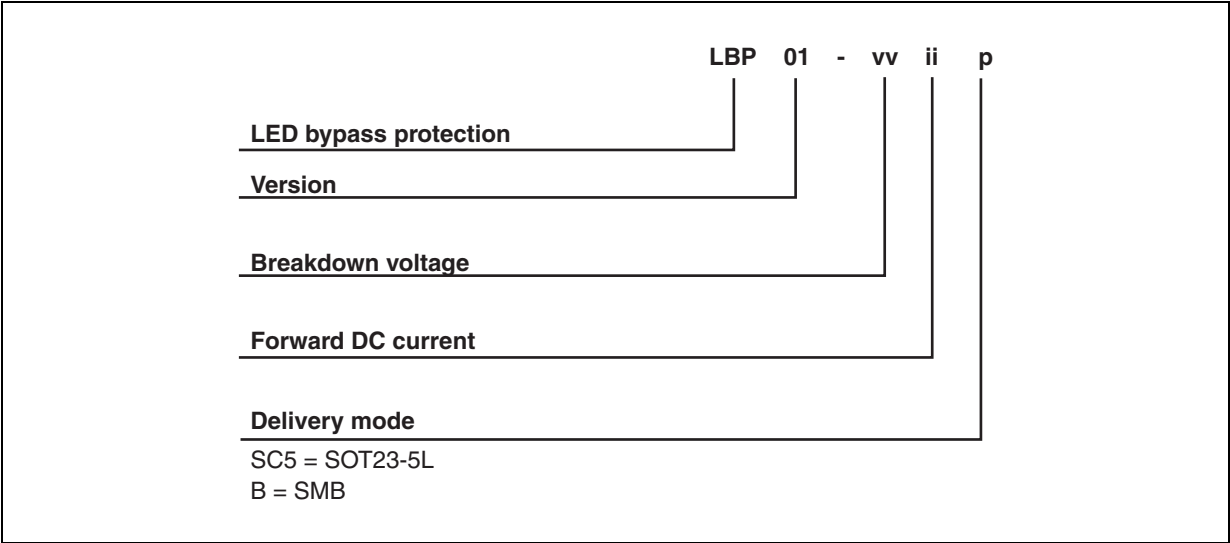 LBP 01 - vv ii p
LED bypass protection
Version
Breakdown voltage
Forward DC current
Delivery mode
SC5 = SOT23-5L
B = SMB